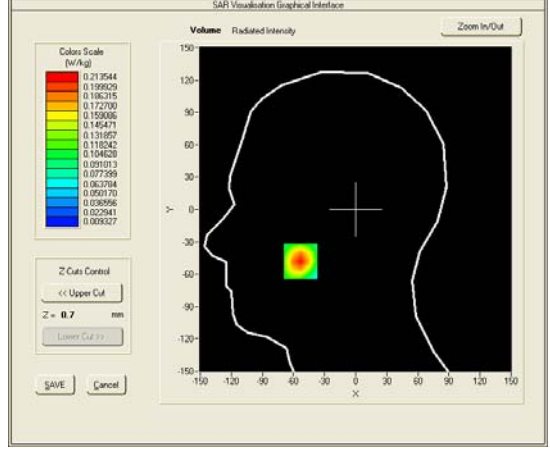 SAR Visualisation Graphical Interface
Volume Radiated Intensity
Zoom In/Out
Colors Scale
(W/kg)
0.213544
0.199929
0.186315
0.172700
0.159086
0.145471
0.131857
0.118242
0.104628
0.091013
0.077399
0.063784
0.050170
0.036556
0.022941
0.009327
Z-Cuts Control
<< Upper Cut
Z = 0.7 mm
Lower Cut >>
SAVE
Cancel
150
120
90
60
30
0
-30
-60
-90
-120
-150
Y
-150 -120 -90 -60 -30 0 30 60 90 120 150
X